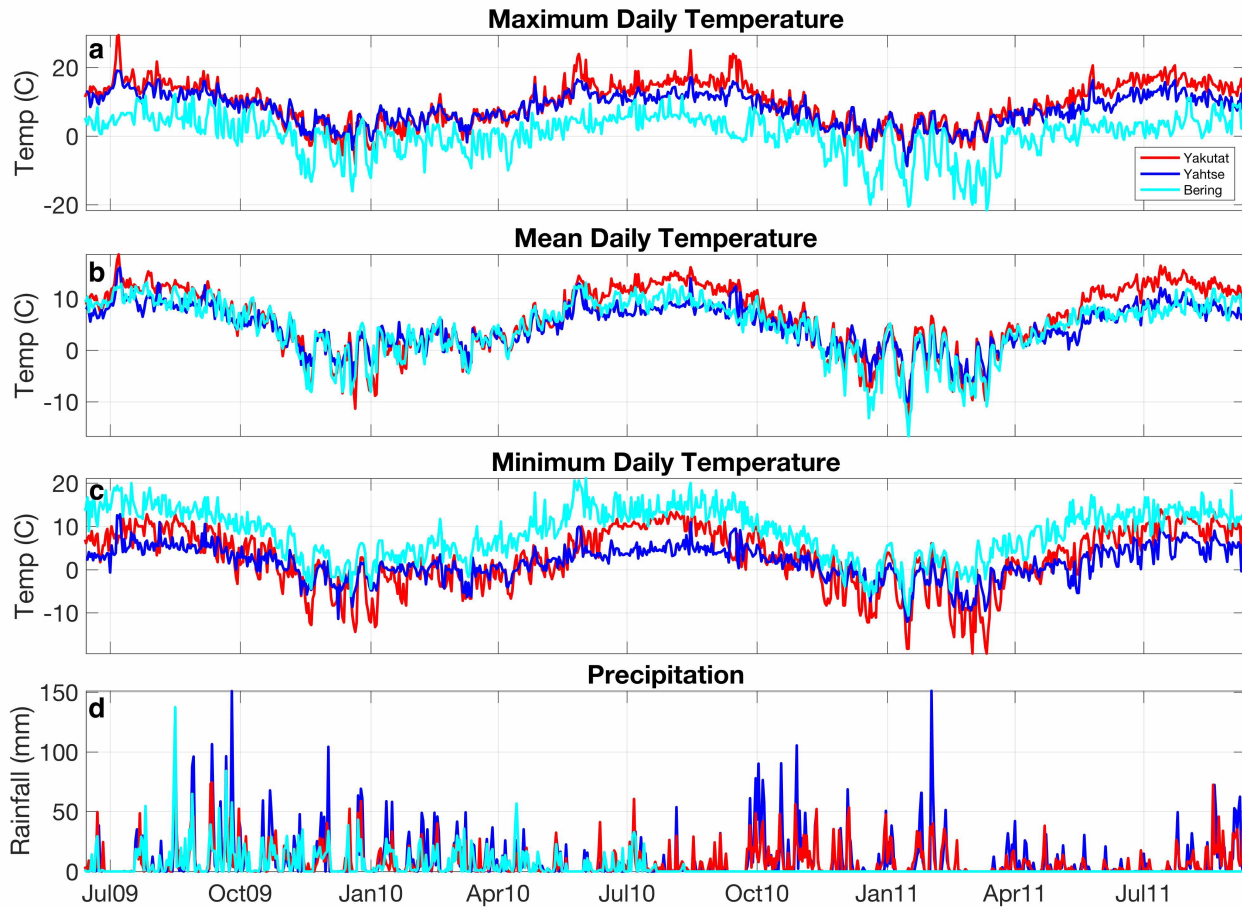 Maximum Daily Temperature
a
Temp (C)
20
0
-20
Yakutat
Yahtse
Bering
Mean Daily Temperature
b
Temp (C)
10
0
-10
Minimum Daily Temperature
c
Temp (C)
20
10
0
-10
Precipitation
d
Rainfall (mm)
150
100
50
0
Jul09 Oct09 Jan10 Apr10 Jul10 Oct10 Jan11 Apr11 Jul11